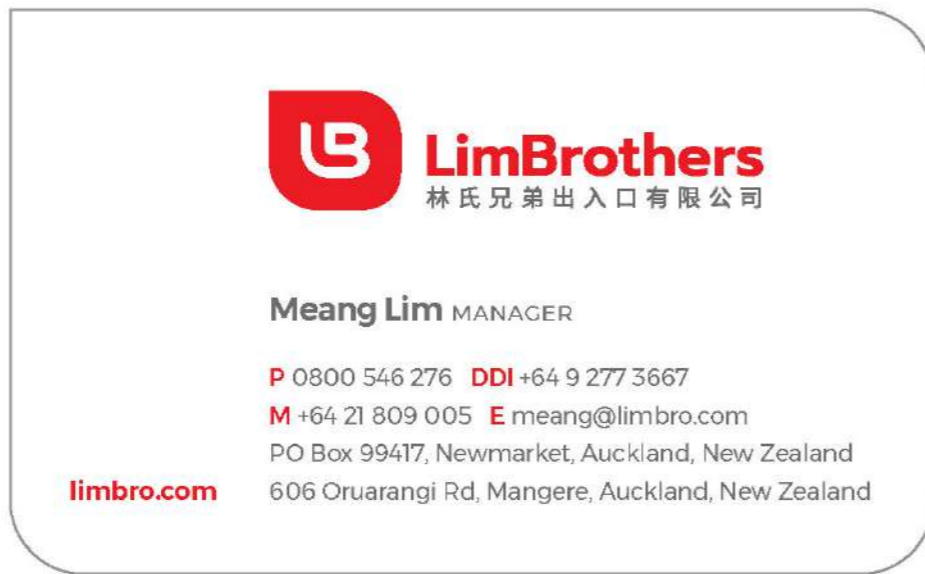 LB
LimBrothers
林氏兄弟出入口有限公司
Meang Lim MANAGER
P 0800 546 276 DDI +64 9 277 3667
M +64 21 809 005 E meang@limbro.com
PO Box 99417, Newmarket, Auckland, New Zealand
limbro.com 606 Oruarangi Rd, Mangere, Auckland, New Zealand